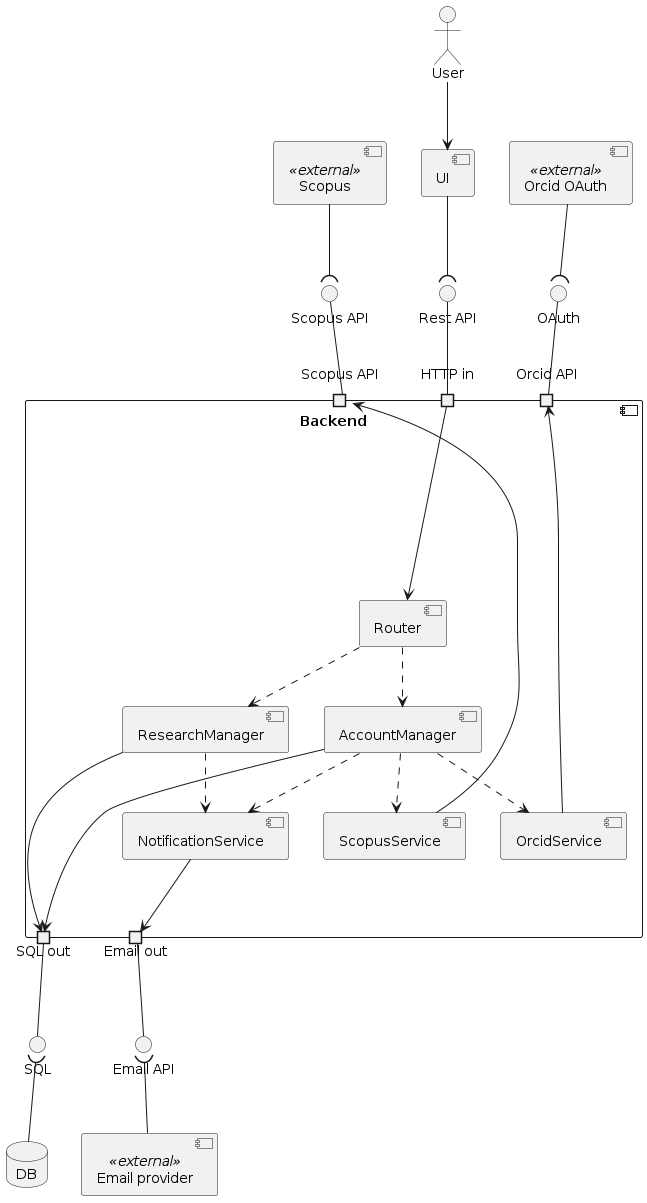 User
«external»
Scopus
UI
«external»
Orcid OAuth
Scopus API
Rest API
OAuth
Scopus API
HTTP in
Orcid API
Backend
Router
ResearchManager
AccountManager
NotificationService
ScopusService
OrcidService
SQL out
Email out
SQL
Email API
DB
«external»
Email provider